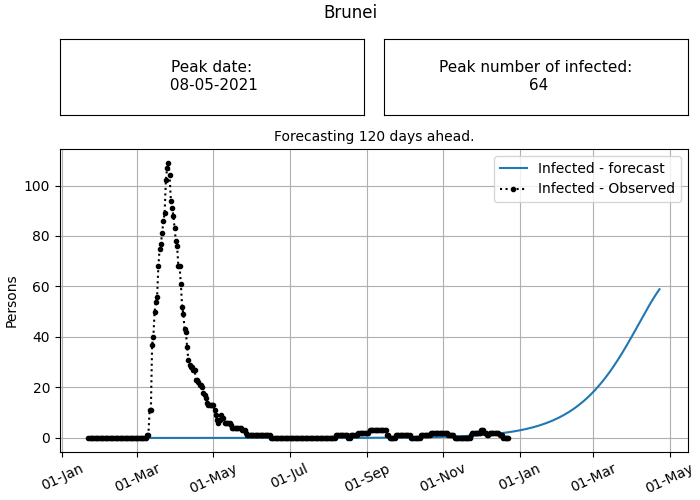 Brunei
Peak date:
08-05-2021
Peak number of infected:
64
Forecasting 120 days ahead.
Infected - forecast
Infected - Observed
Persons
100
80
60
40
20
0
01-Jan
01-Mar
01-May
01-Jul
01-Sep
01-Nov
01-Jan
01-Mar
01-May